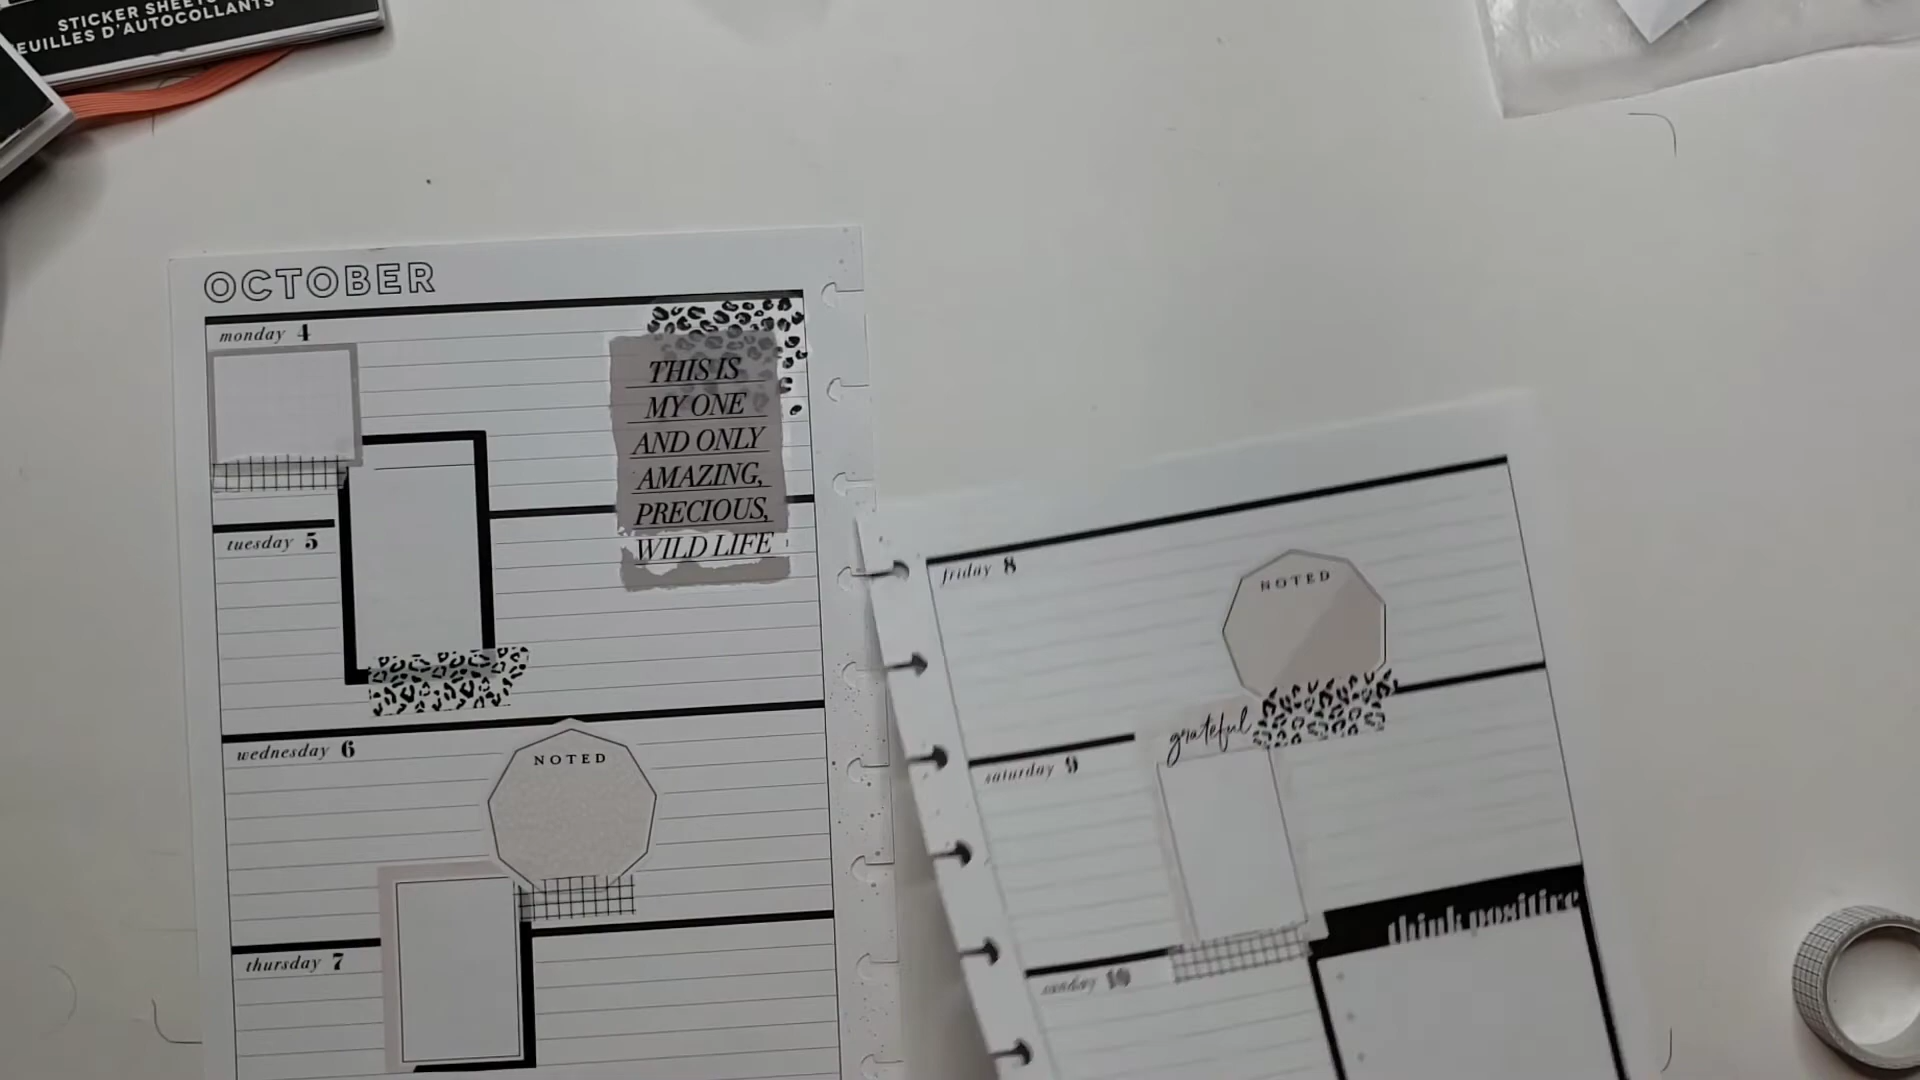 STICKER SHEETS
FEUILLES D'AUTOCOLLANTS
OCTOBER
monday 4
THIS IS
MY ONE
AND ONLY
AMAZING,
PRECIOUS,
WILD LIFE
tuesday 5
wednesday 6
NOTED
thursday 7
friday 8
NOTED
grateful
saturday 9
think positive
sunday 10